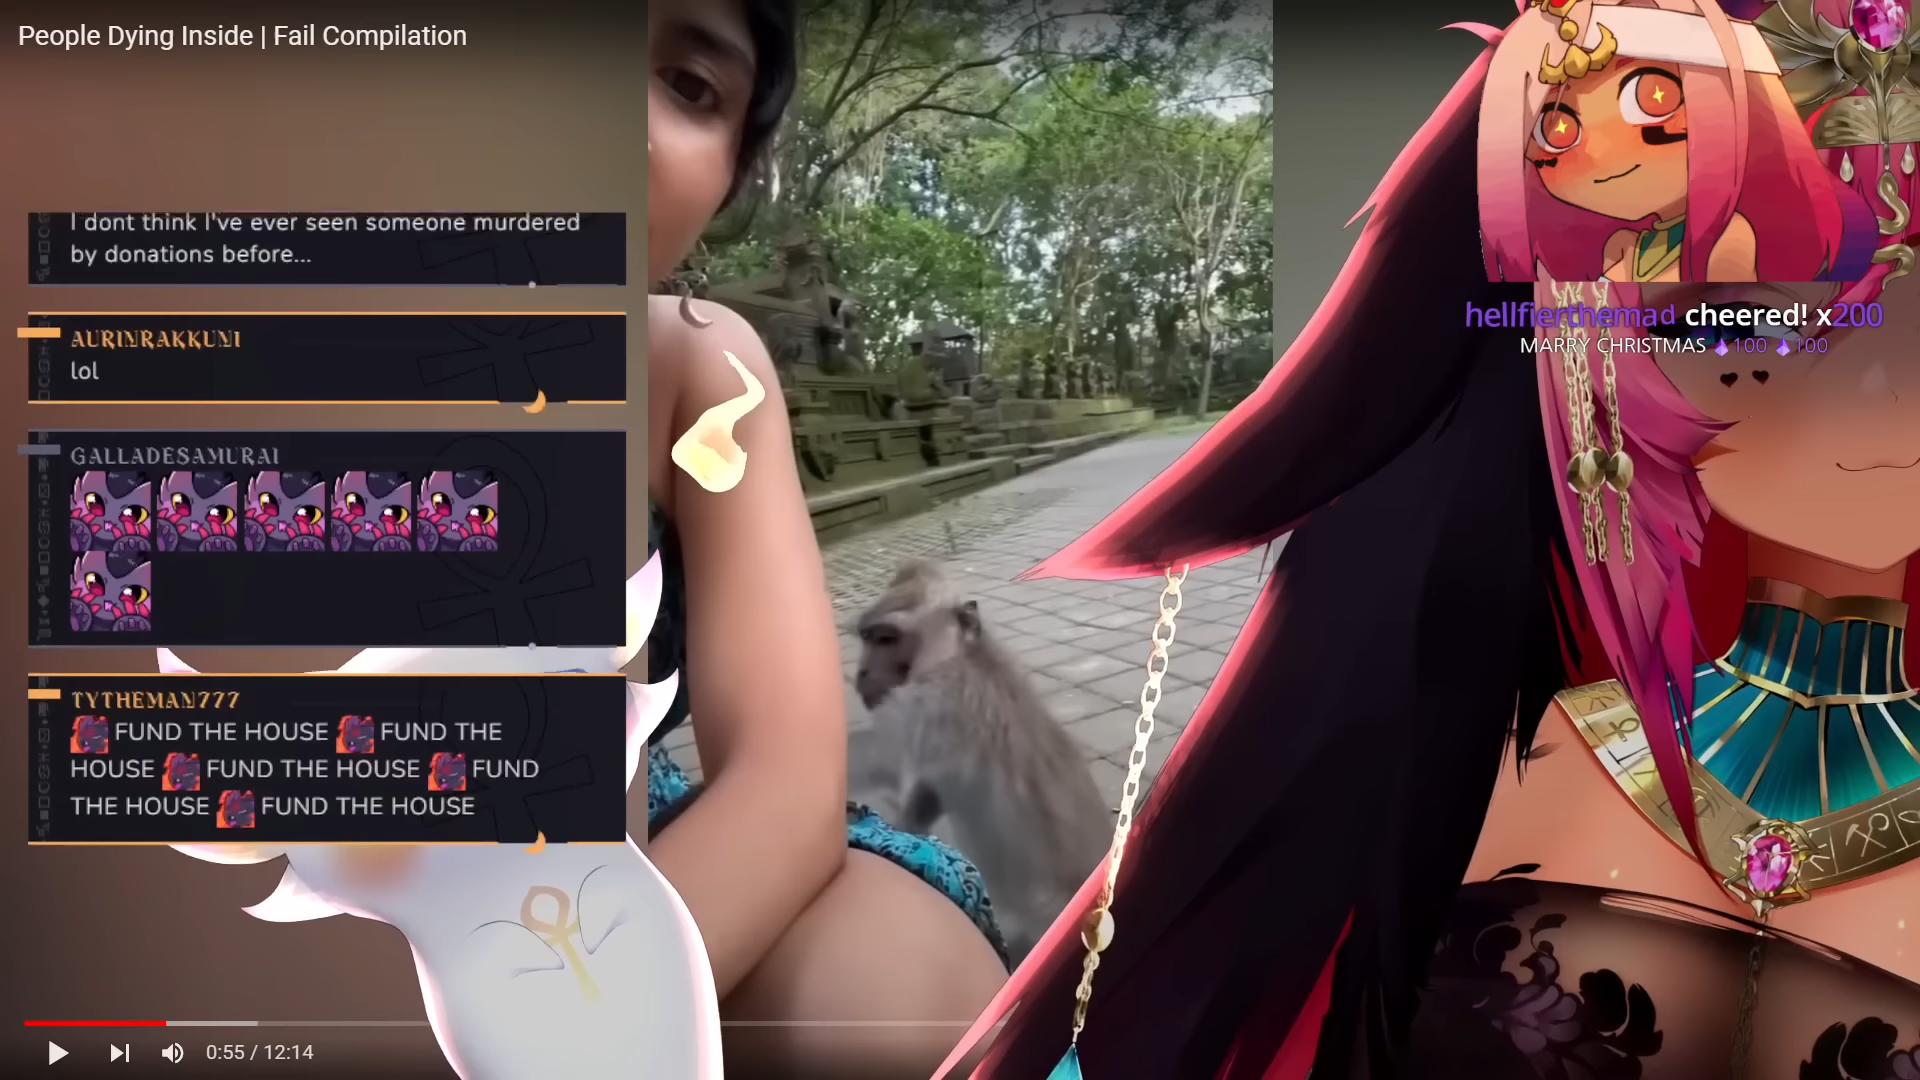 People Dying Inside | Fail Compilation
I dont think I've ever seen someone murdered
by donations before...
AURINRAKKUNI
lol
GALLADESAMURAI
TYTHEMAN777
FUND THE HOUSE FUND THE
HOUSE FUND THE HOUSE FUND
THE HOUSE FUND THE HOUSE
hellfierthemad cheered! x200
MARRY CHRISTMAS 100 100
0:55 / 12:14